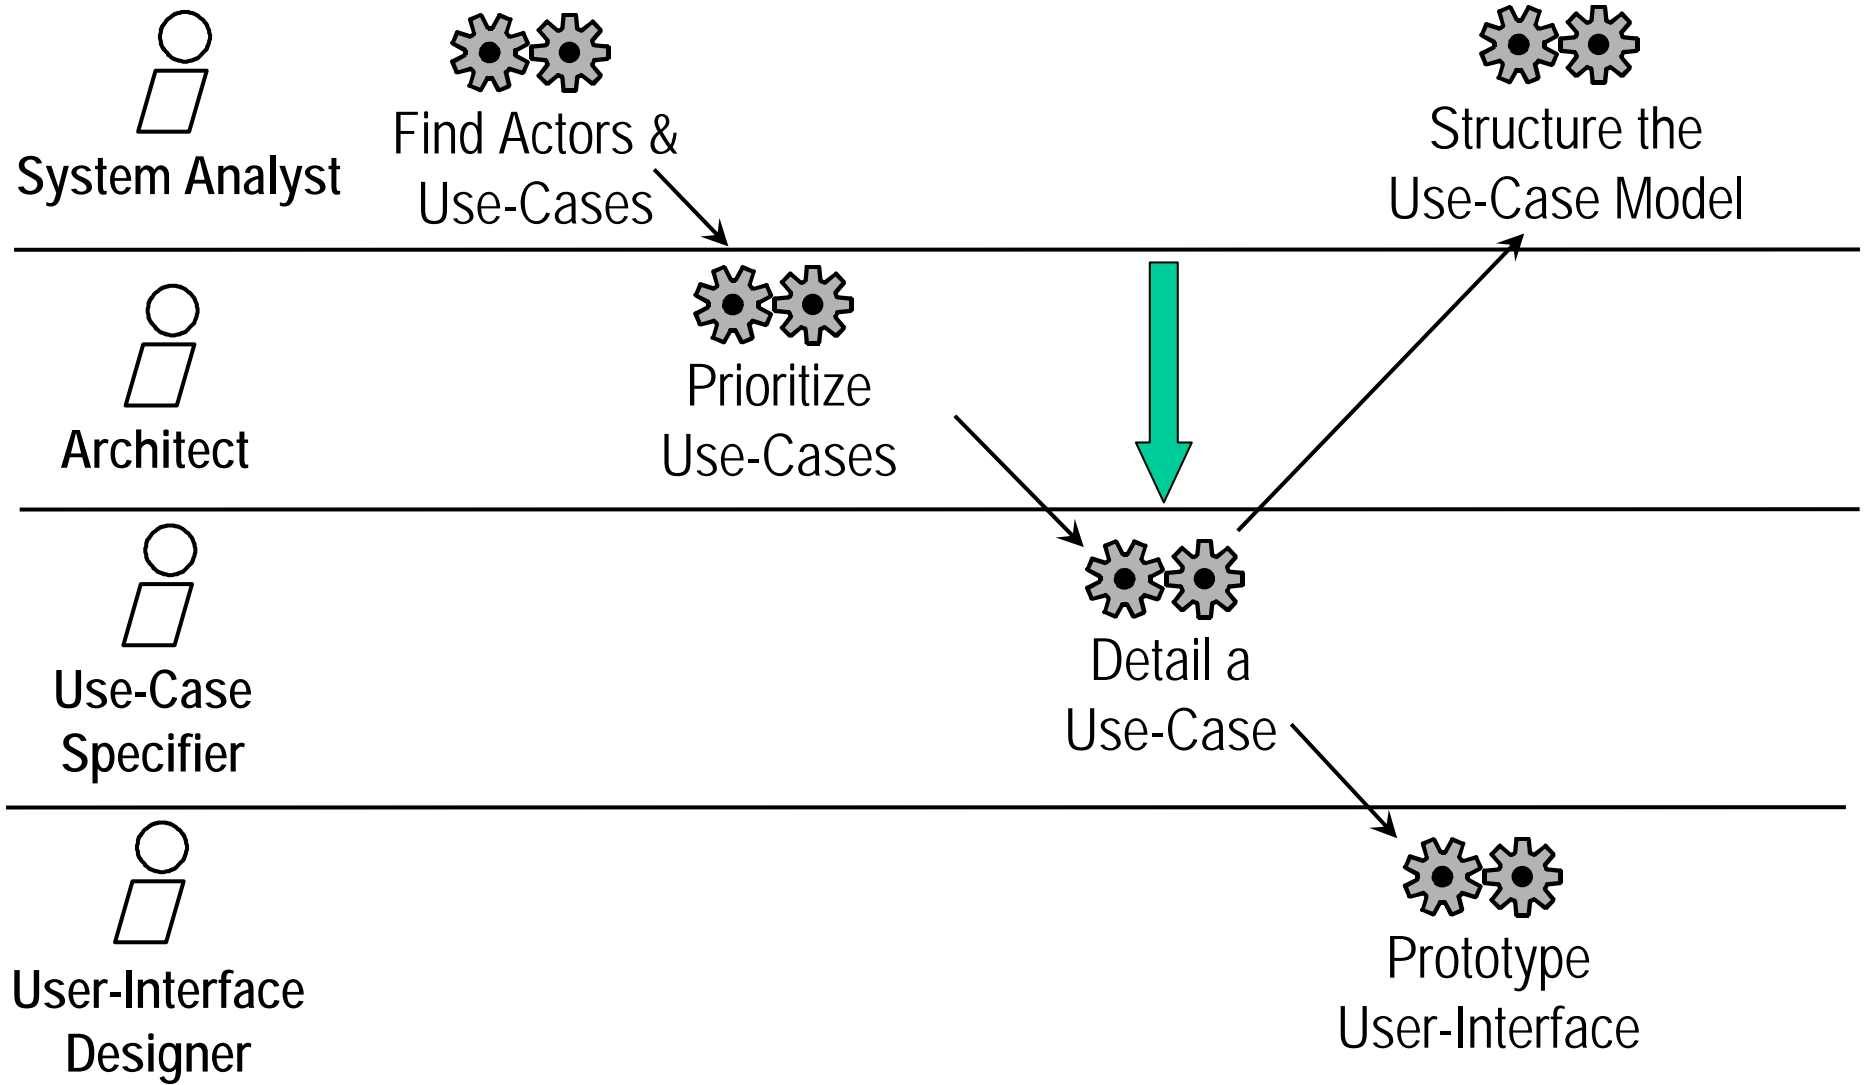 System Analyst
Find Actors &
Use-Cases
Structure the
Use-Case Model
Architect
Prioritize
Use-Cases
Use-Case
Specifier
Detail a
Use-Case
User-Interface
Designer
Prototype
User-Interface